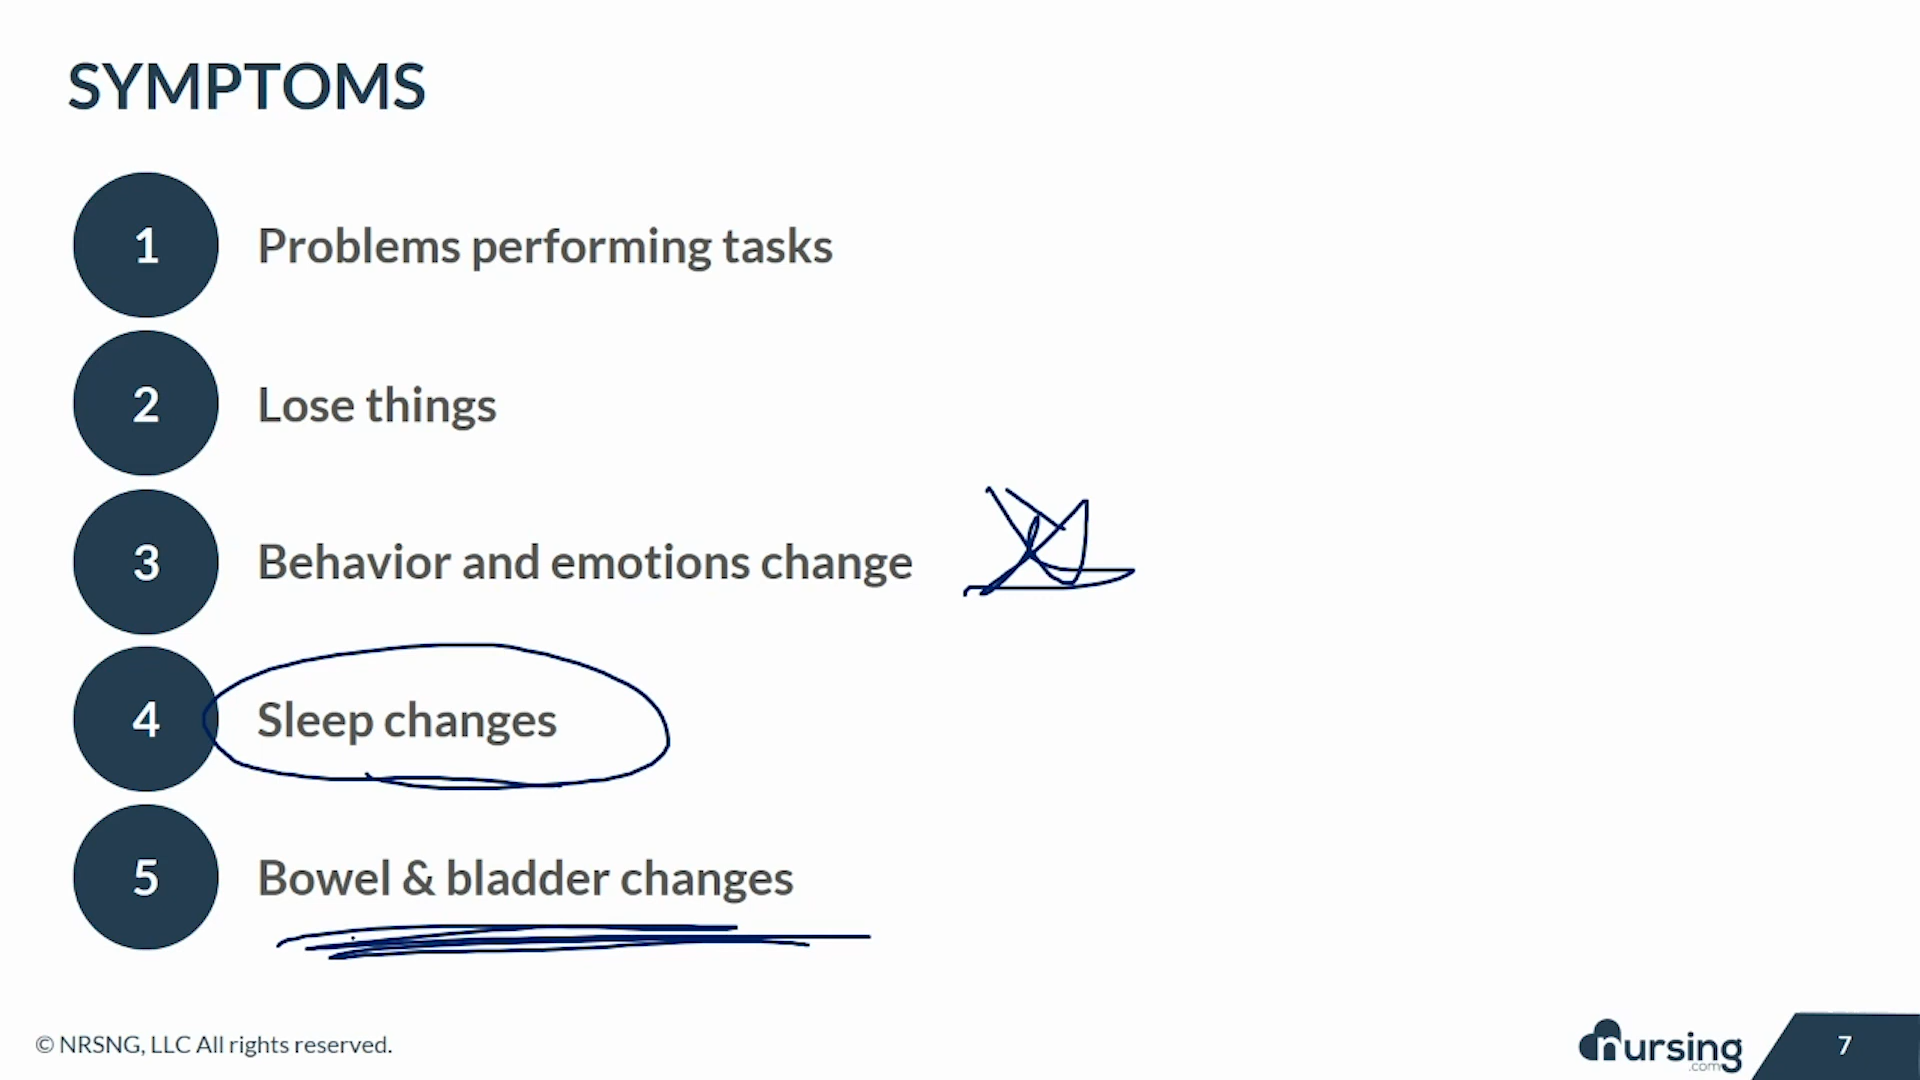 SYMPTOMS
1 Problems performing tasks
2 Lose things
3 Behavior and emotions change
4 Sleep changes
5 Bowel & bladder changes
© NRSNG, LLC All rights reserved.
nursing
.com
7